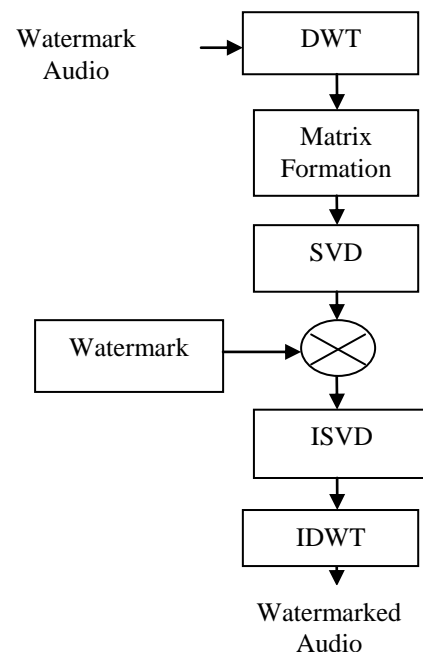 Watermark
Audio
DWT
Matrix
Formation
SVD
Watermark
ISVD
IDWT
Watermarked
Audio